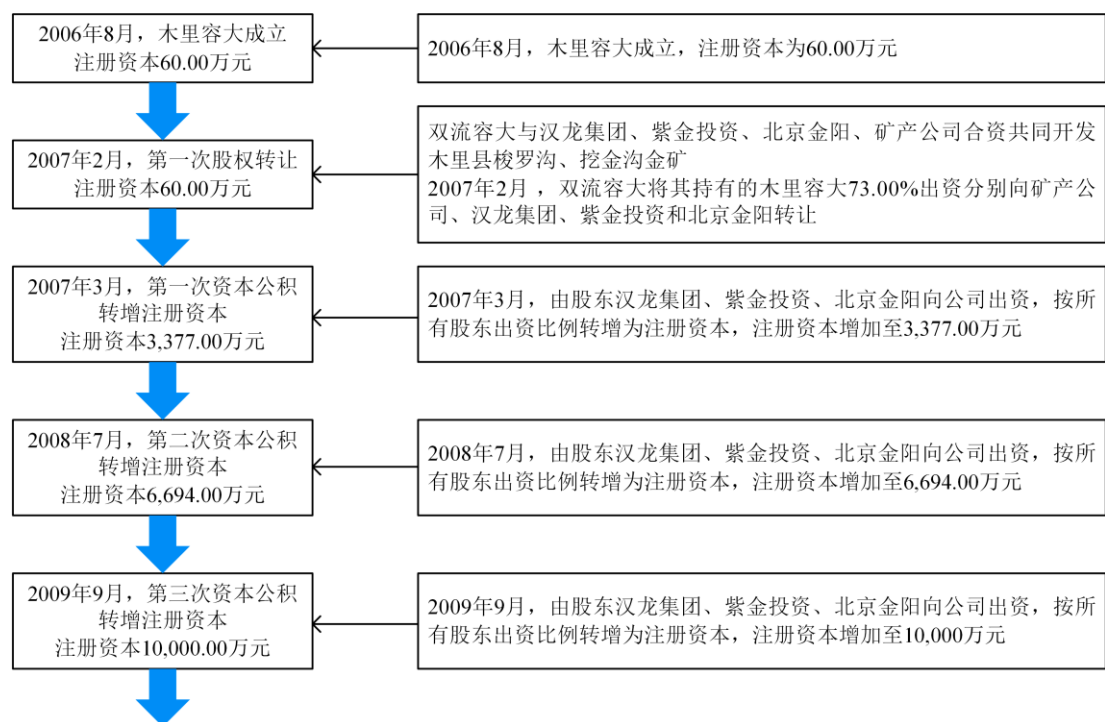 2006年8月，木里容大成立
注册资本60.00万元
2006年8月，木里容大成立，注册资本为60.00万元
2007年2月，第一次股权转让
注册资本60.00万元
双流容大与汉龙集团、紫金投资、北京金阳、矿产公司合资共同开发
木里县梭罗沟、挖金沟金矿
2007年2月 ，双流容大将其持有的木里容大73.00%出资分别向矿产公
司、汉龙集团、紫金投资和北京金阳转让
2007年3月，第一次资本公积
转增注册资本
注册资本3,377.00万元
2007年3月，由股东汉龙集团、紫金投资、北京金阳向公司出资，按所
有股东出资比例转增为注册资本，注册资本增加至3,377.00万元
2008年7月，第二次资本公积
转增注册资本
注册资本6,694.00万元
2008年7月，由股东汉龙集团、紫金投资、北京金阳向公司出资，按所
有股东出资比例转增为注册资本，注册资本增加至6,694.00万元
2009年9月，第三次资本公积
转增注册资本
注册资本10,000.00万元
2009年9月，由股东汉龙集团、紫金投资、北京金阳向公司出资，按所
有股东出资比例转增为注册资本，注册资本增加至10,000万元